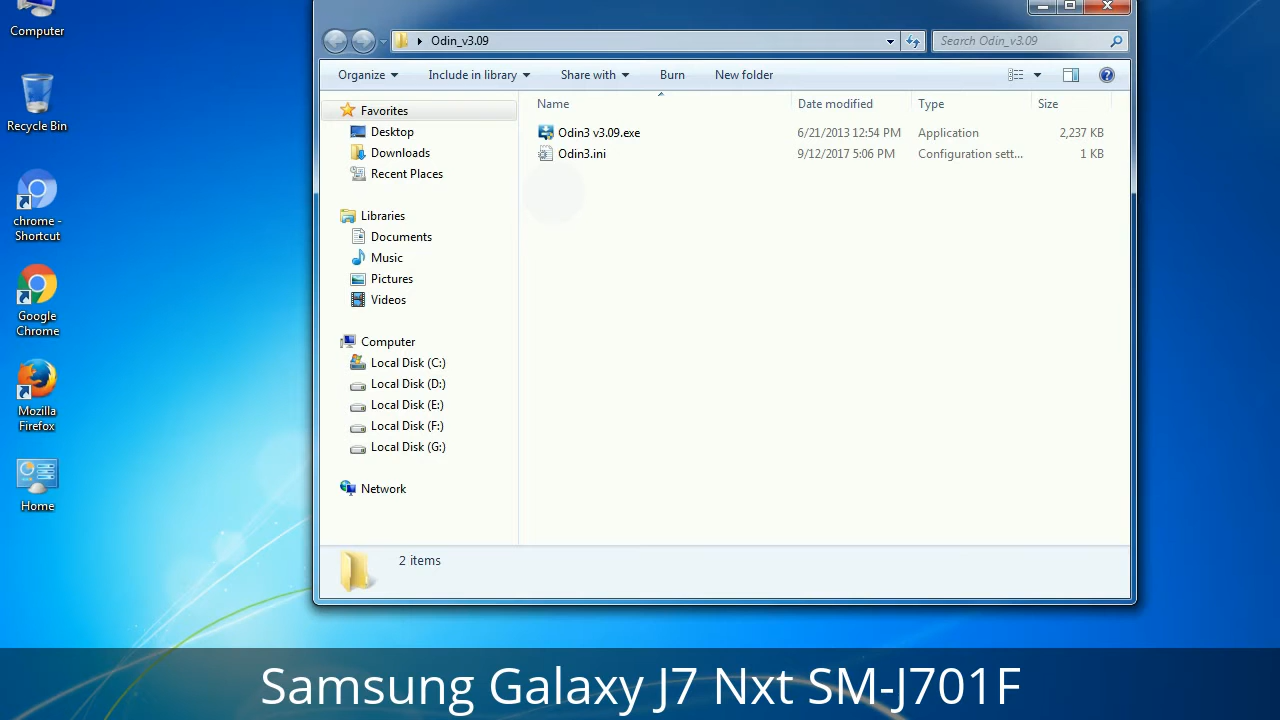 Computer
Recycle Bin
chrome -
Shortcut
Google
Chrome
Mozilla
Firefox
Home
Odin_v3.09
Search Odin_v3.09
Organize
Include in library
Share with
Burn
New folder
Favorites
Desktop
Downloads
Recent Places
Libraries
Documents
Music
Pictures
Videos
Computer
Local Disk (C:)
Local Disk (D:)
Local Disk (E:)
Local Disk (F:)
Local Disk (G:)
Network
Name Date modified Type Size
Odin3 v3.09.exe 6/21/2013 12:54 PM Application 2,237 KB
Odin3.ini 9/12/2017 5:06 PM Configuration sett... 1 KB
2 items
Samsung Galaxy J7 Nxt SM-J701F